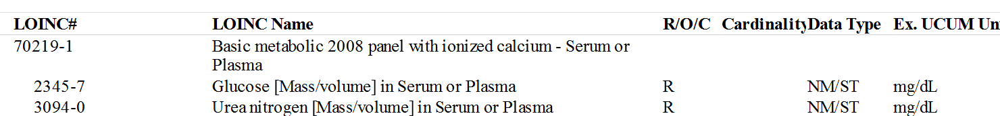 LOINC# LOINC Name R/O/C Cardinality Data Type Ex. UCUM
70219-1 Basic metabolic 2008 panel with ionized calcium - Serum or
Plasma
2345-7 Glucose [Mass/volume] in Serum or Plasma R NM/ST mg/dL
3094-0 Urea nitrogen [Mass/volume] in Serum or Plasma R NM/ST mg/dL